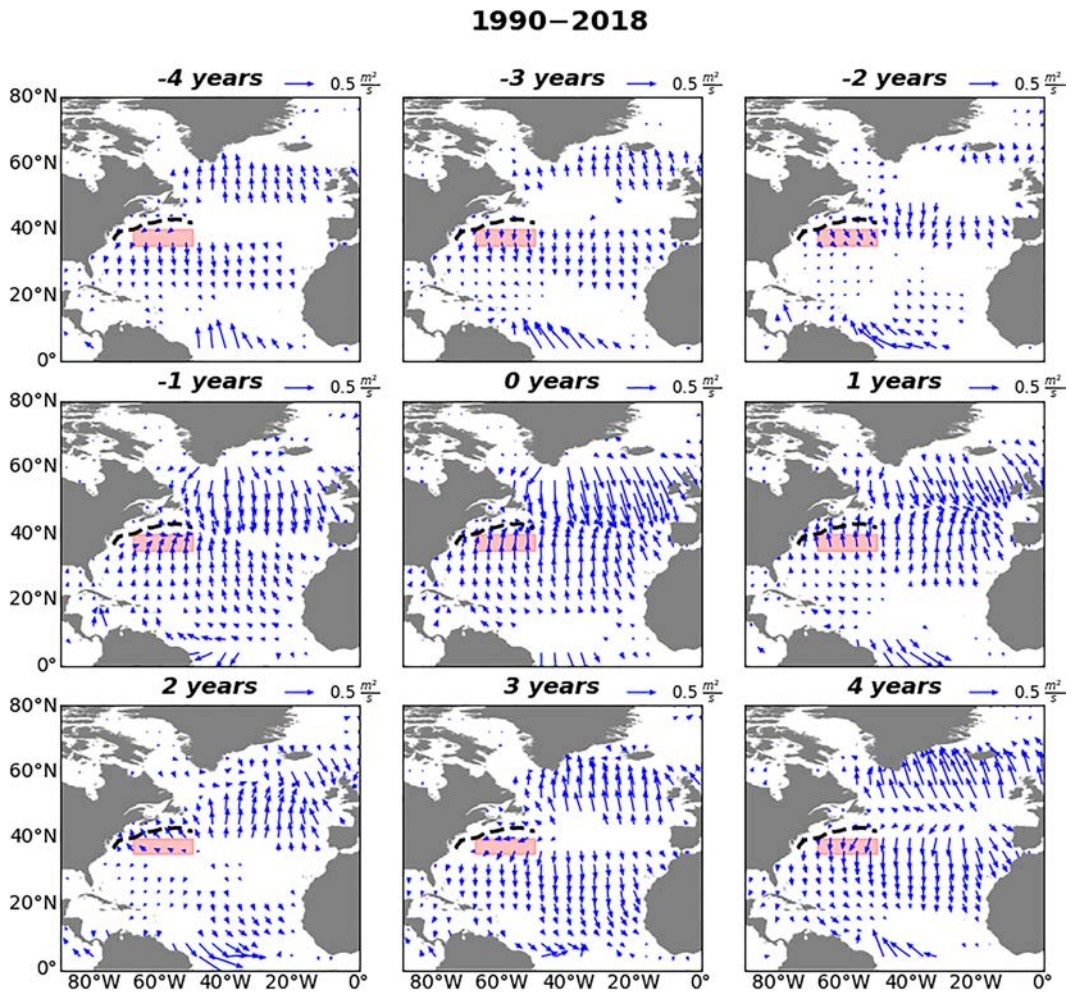 1990−2018
-4 years 0.5 m²/s
-3 years 0.5 m²/s
-2 years 0.5 m²/s
80°N
60°N
40°N
20°N
0°
-1 years 0.5 m²/s
0 years 0.5 m²/s
1 years 0.5 m²/s
80°N
60°N
40°N
20°N
0°
2 years 0.5 m²/s
3 years 0.5 m²/s
4 years 0.5 m²/s
80°N
60°N
40°N
20°N
0°
80°W 60°W 40°W 20°W 0°
80°W 60°W 40°W 20°W 0°
80°W 60°W 40°W 20°W 0°